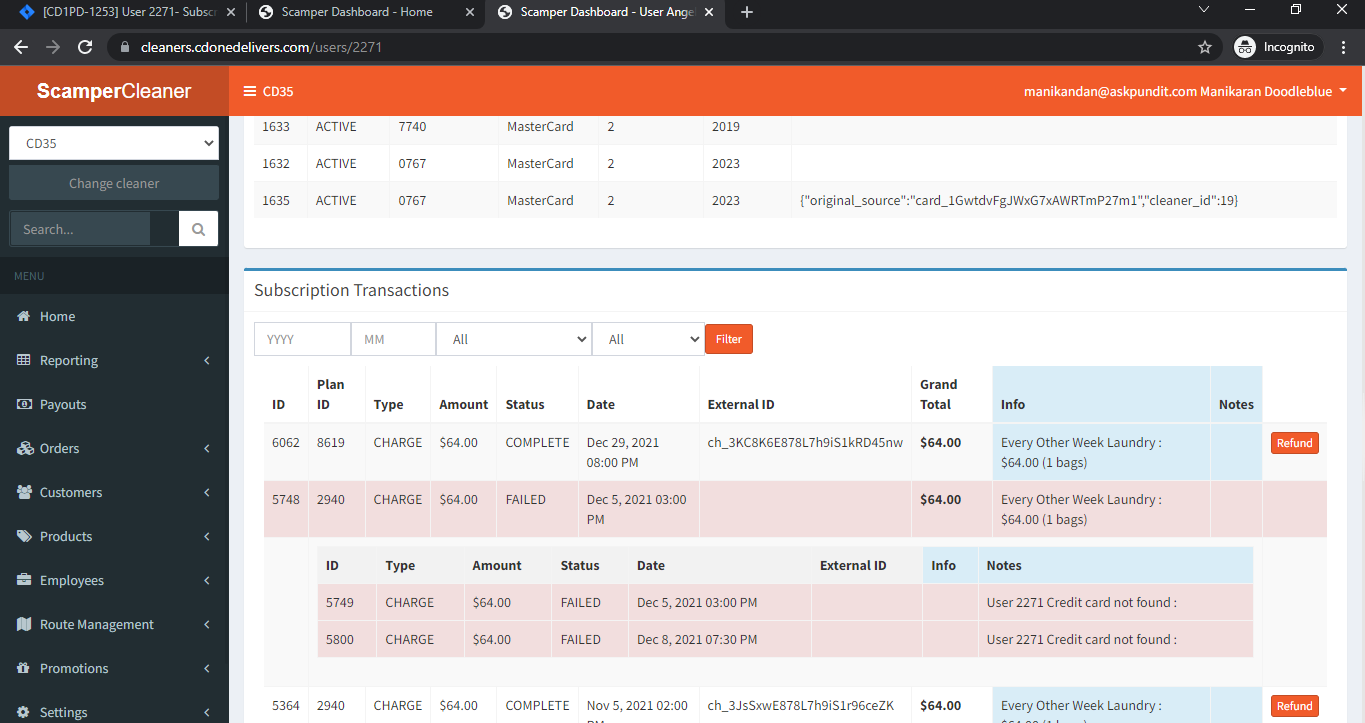 [CD1PD-1253] User 2271- Subscr
Scamper Dashboard - Home
Scamper Dashboard - User Ange
cleaners.cdonedelivers.com/users/2271
Incognito
ScamperCleaner
CD35
manikandan@askpundit.com Manikaran Doodleblue
CD35
Change cleaner
Search...
MENU
Home
Reporting
Payouts
Orders
Customers
Products
Employees
Route Management
Promotions
Settings
1633 ACTIVE 7740 MasterCard 2 2019
1632 ACTIVE 0767 MasterCard 2 2023
1635 ACTIVE 0767 MasterCard 2 2023 {"original_source":"card_1GwtdvFgJWxG7xAWRTmP27m1","cleaner_id":19}
Subscription Transactions
YYYY MM All All Filter
ID Plan ID Type Amount Status Date External ID Grand Total Info Notes
6062 8619 CHARGE $64.00 COMPLETE Dec 29, 2021 08:00 PM ch_3KC8K6E878L7h9iS1kRD45nw $64.00 Every Other Week Laundry : $64.00 (1 bags) Refund
5748 2940 CHARGE $64.00 FAILED Dec 5, 2021 03:00 PM $64.00 Every Other Week Laundry : $64.00 (1 bags)
ID Type Amount Status Date External ID Info Notes
5749 CHARGE $64.00 FAILED Dec 5, 2021 03:00 PM User 2271 Credit card not found :
5800 CHARGE $64.00 FAILED Dec 8, 2021 07:30 PM User 2271 Credit card not found :
5364 2940 CHARGE $64.00 COMPLETE Nov 5, 2021 02:00 ch_3JsSxwE878L7h9iS1r96ceZK $64.00 Every Other Week Laundry : Refund